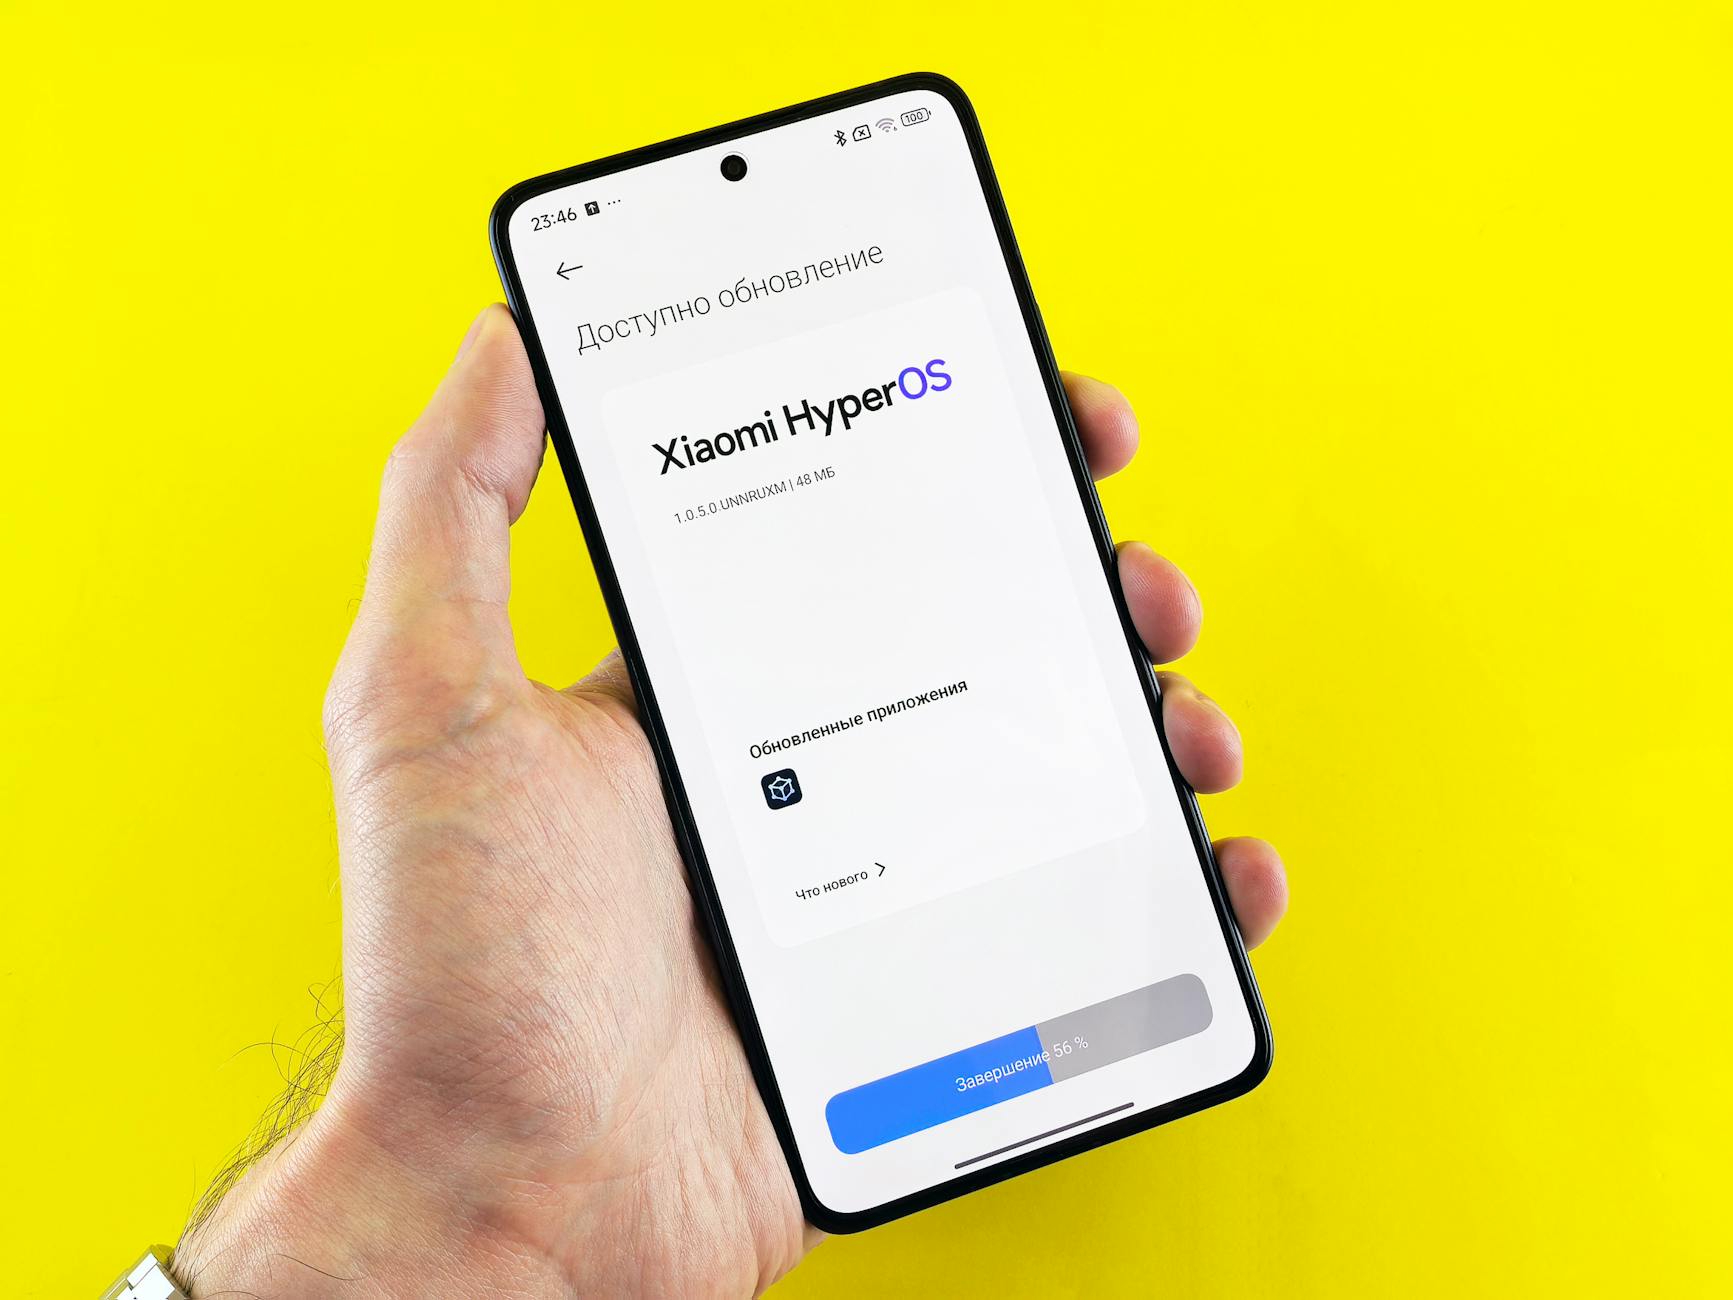 23:46 ...
100
Доступно обновление
Xiaomi HyperOS
1.0.5.0.UNNRUXM | 48 МБ
Обновленные приложения
Что нового
Завершение 56 %